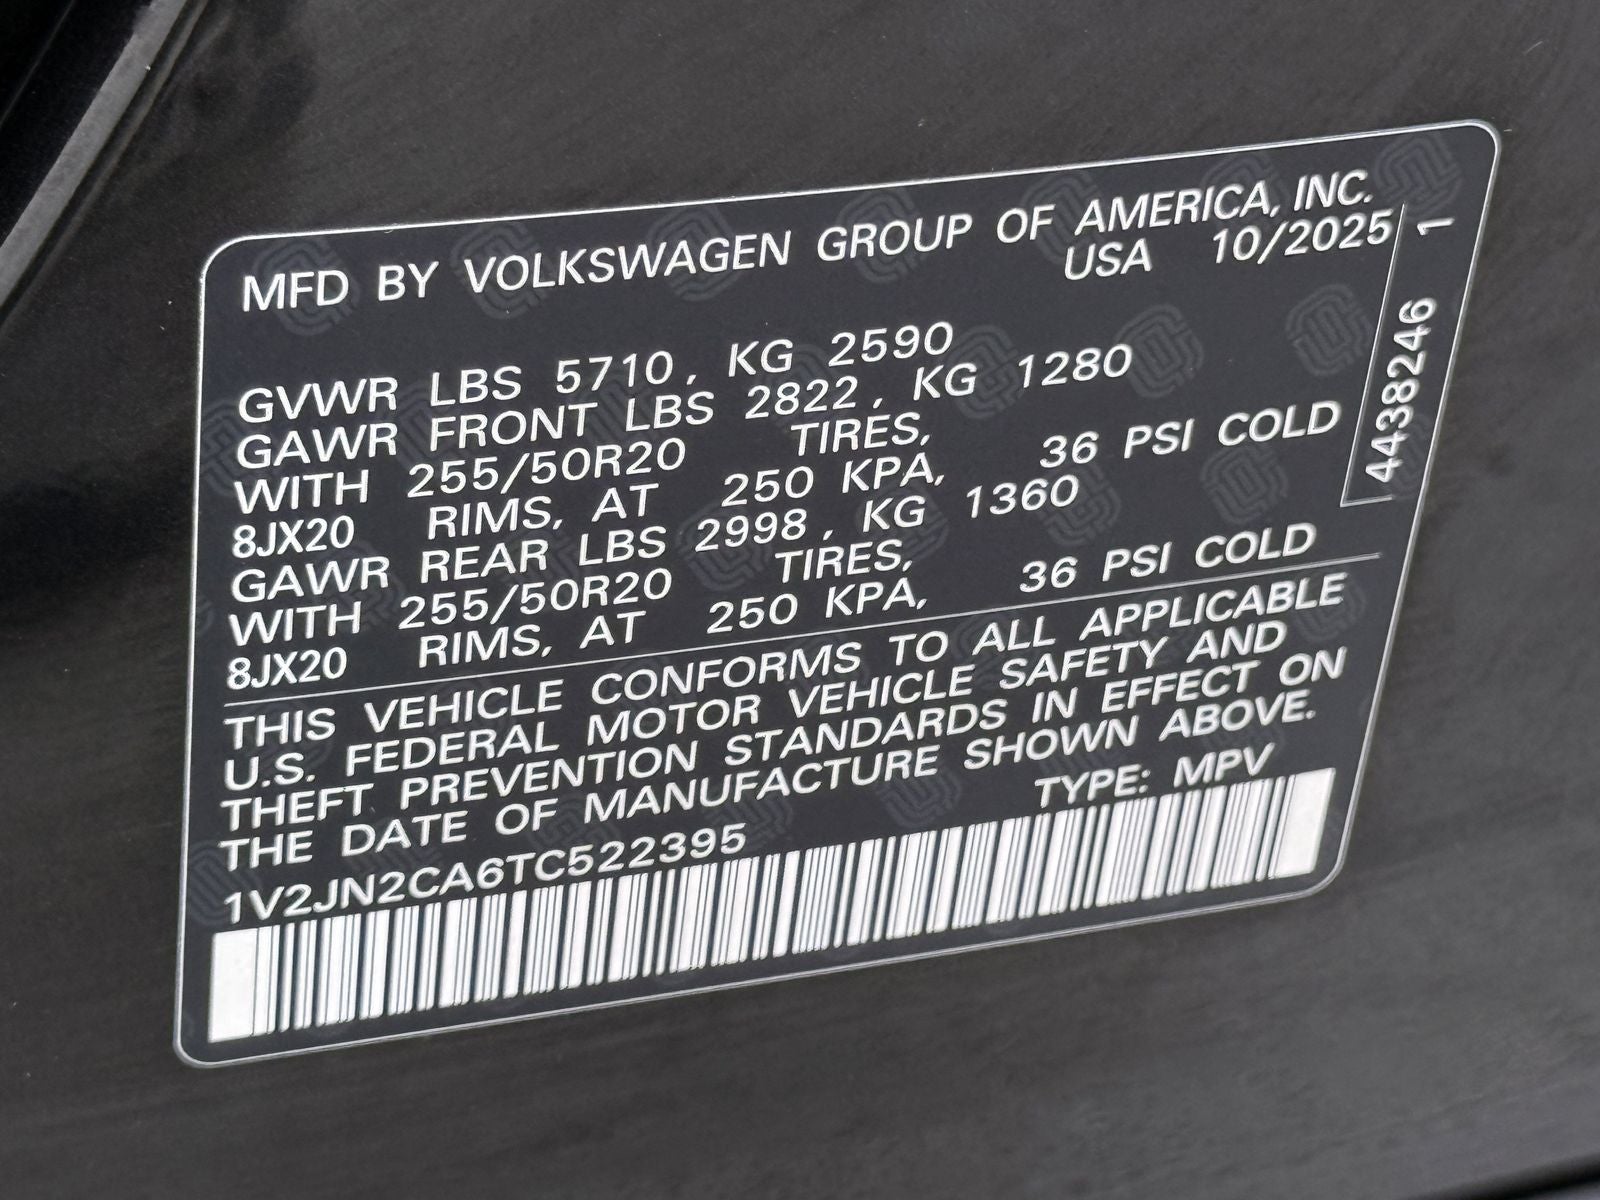 MFD BY VOLKSWAGEN GROUP OF AMERICA, INC.
USA 10/2025
GVWR LBS 5710, KG 2590
GAWR FRONT LBS 2822, KG 1280
WITH 255/50R20 TIRES,
8JX20 RIMS, AT 250 KPA, 36 PSI COLD
GAWR REAR LBS 2998, KG 1360
WITH 255/50R20 TIRES,
8JX20 RIMS, AT 250 KPA, 36 PSI COLD
THIS VEHICLE CONFORMS TO ALL APPLICABLE
U.S. FEDERAL MOTOR VEHICLE SAFETY AND
THEFT PREVENTION STANDARDS IN EFFECT ON
THE DATE OF MANUFACTURE SHOWN ABOVE.
TYPE: MPV
1V2JN2CA6TC522395
4438246 1